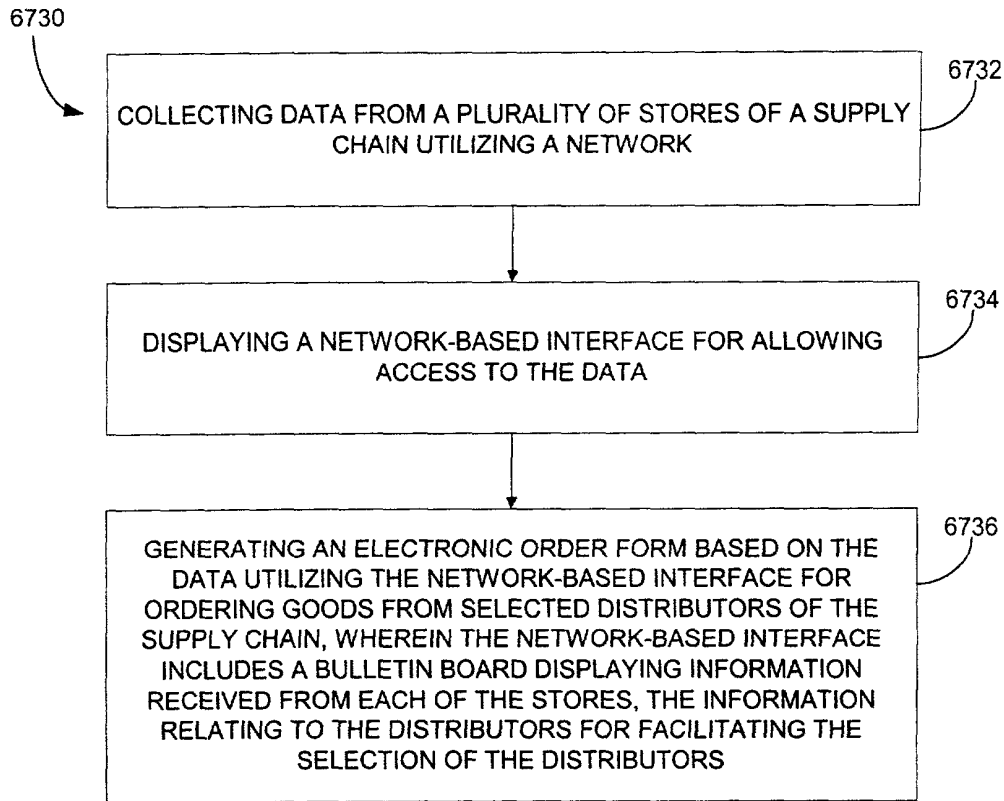 6730
6732
COLLECTING DATA FROM A PLURALITY OF STORES OF A SUPPLY
CHAIN UTILIZING A NETWORK
6734
DISPLAYING A NETWORK-BASED INTERFACE FOR ALLOWING
ACCESS TO THE DATA
6736
GENERATING AN ELECTRONIC ORDER FORM BASED ON THE
DATA UTILIZING THE NETWORK-BASED INTERFACE FOR
ORDERING GOODS FROM SELECTED DISTRIBUTORS OF THE
SUPPLY CHAIN, WHEREIN THE NETWORK-BASED INTERFACE
INCLUDES A BULLETIN BOARD DISPLAYING INFORMATION
RECEIVED FROM EACH OF THE STORES, THE INFORMATION
RELATING TO THE DISTRIBUTORS FOR FACILITATING THE
SELECTION OF THE DISTRIBUTORS